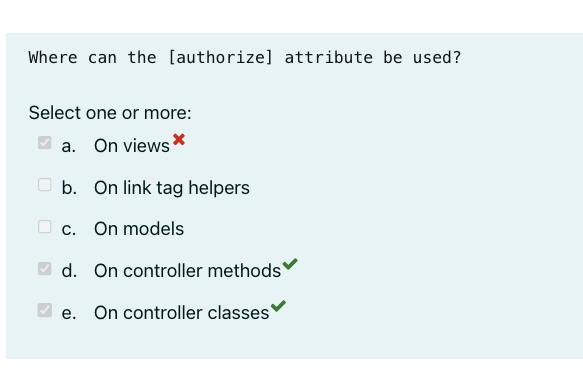 Where can the [authorize] attribute be used?
Select one or more:
a. On views
b. On link tag helpers
c. On models
d. On controller methods
e. On controller classes